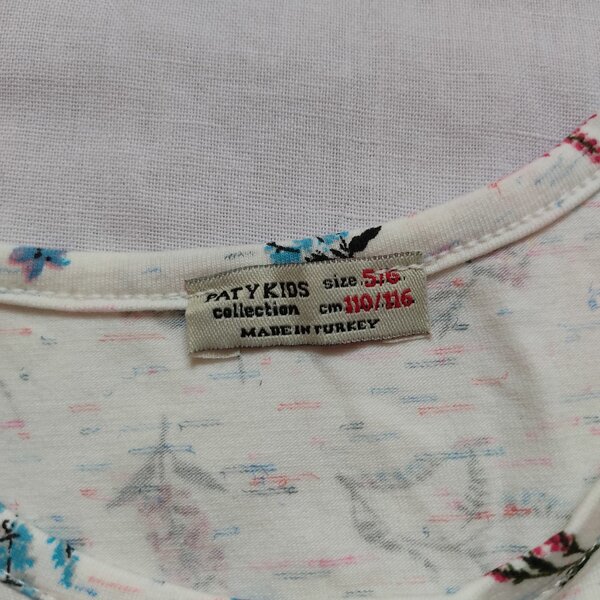 PATY KIDS size 5/6
collection cm 110/116
MADE IN TURKEY